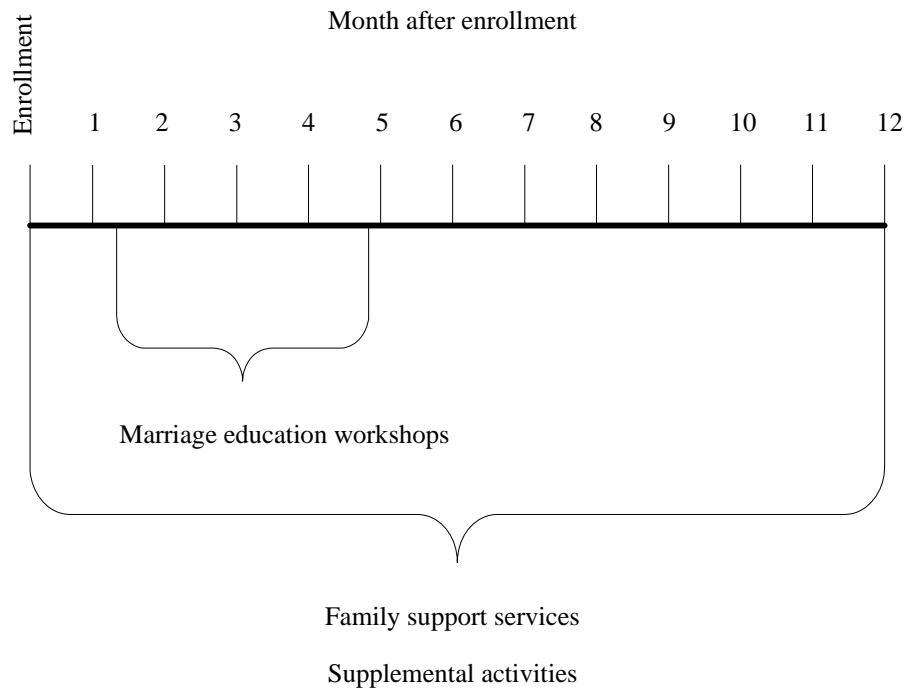 Month after enrollment
Enrollment
1 2 3 4 5 6 7 8 9 10 11 12
Marriage education workshops
Family support services
Supplemental activities